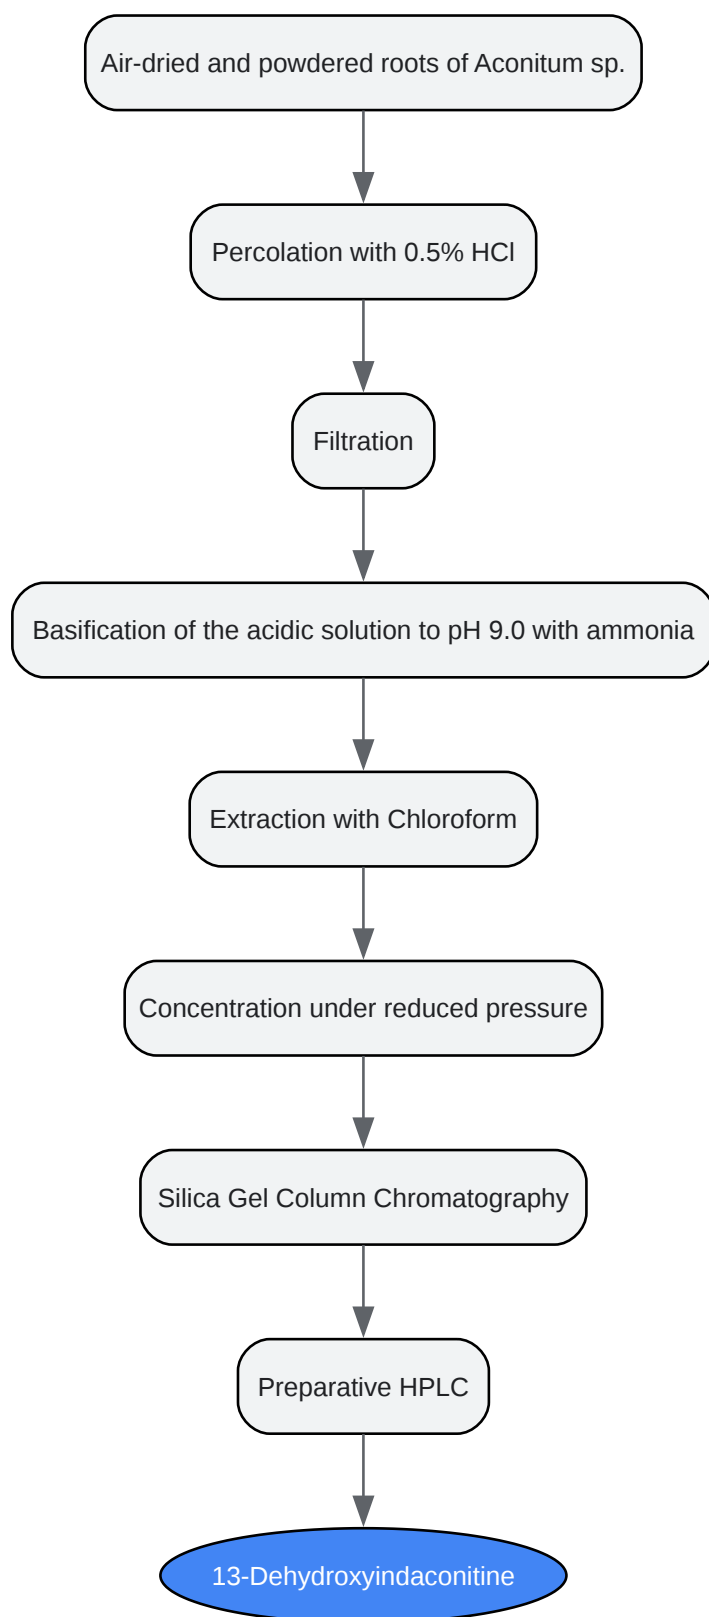 Air-dried and powdered roots of Aconitum sp.
Percolation with 0.5% HCl
Filtration
Basification of the acidic solution to pH 9.0 with ammonia
Extraction with Chloroform
Concentration under reduced pressure
Silica Gel Column Chromatography
Preparative HPLC
13-Dehydroxyindaconitine